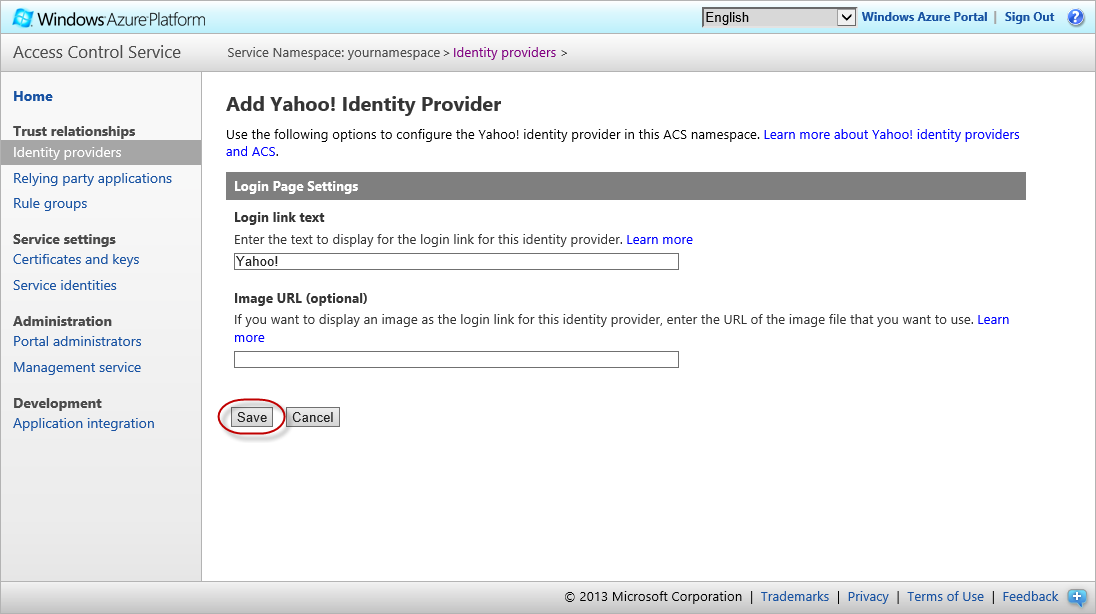 Windows Azure Platform
English
Windows Azure Portal | Sign Out
?
Access Control Service
Service Namespace: yournamespace > Identity providers >
Home
Trust relationships
Identity providers
Relying party applications
Rule groups
Service settings
Certificates and keys
Service identities
Administration
Portal administrators
Management service
Development
Application integration
Add Yahoo! Identity Provider
Use the following options to configure the Yahoo! identity provider in this ACS namespace. Learn more about Yahoo! identity providers
and ACS.
Login Page Settings
Login link text
Enter the text to display for the login link for this identity provider. Learn more
Yahoo!
Image URL (optional)
If you want to display an image as the login link for this identity provider, enter the URL of the image file that you want to use. Learn
more
Save
Cancel
© 2013 Microsoft Corporation | Trademarks | Privacy | Terms of Use | Feedback